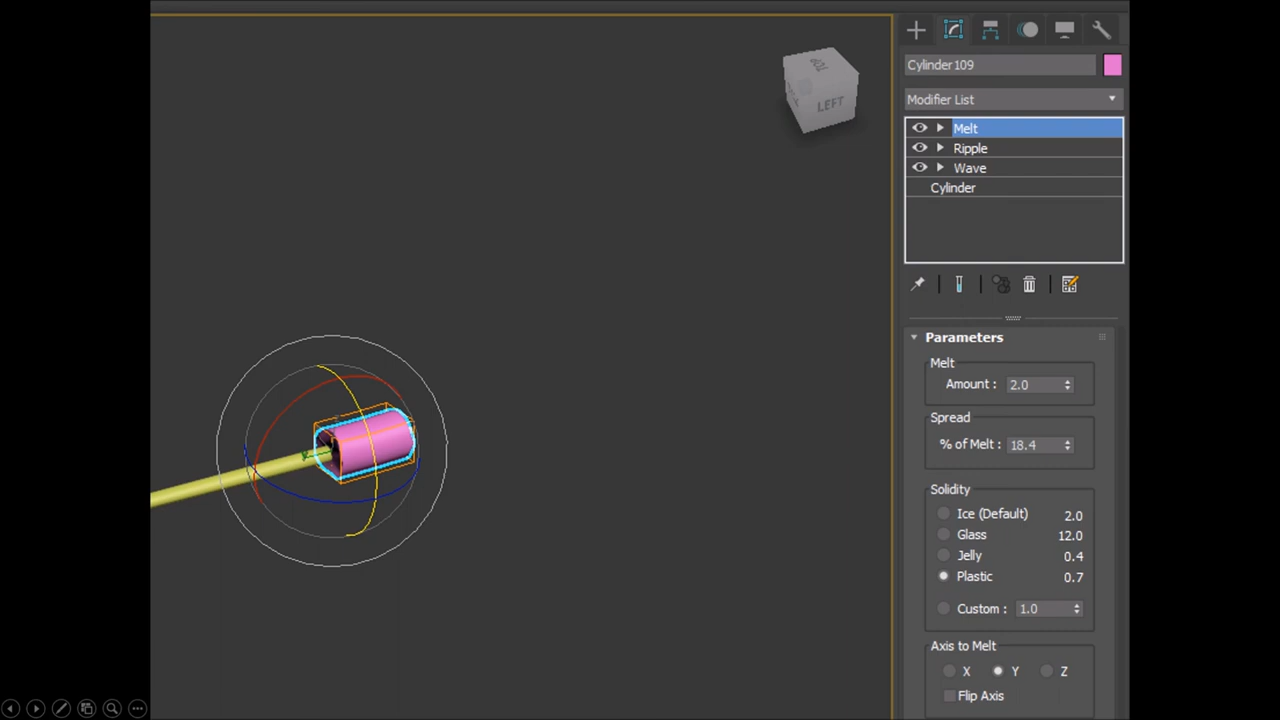 Cylinder109
Modifier List
TOP
LEFT
Melt
Ripple
Wave
Cylinder
Parameters
Melt
Amount : 2.0
Spread
% of Melt : 18.4
Solidity
Ice (Default) 2.0
Glass 12.0
Jelly 0.4
Plastic 0.7
Custom : 1.0
Axis to Melt
X Y Z
Flip Axis